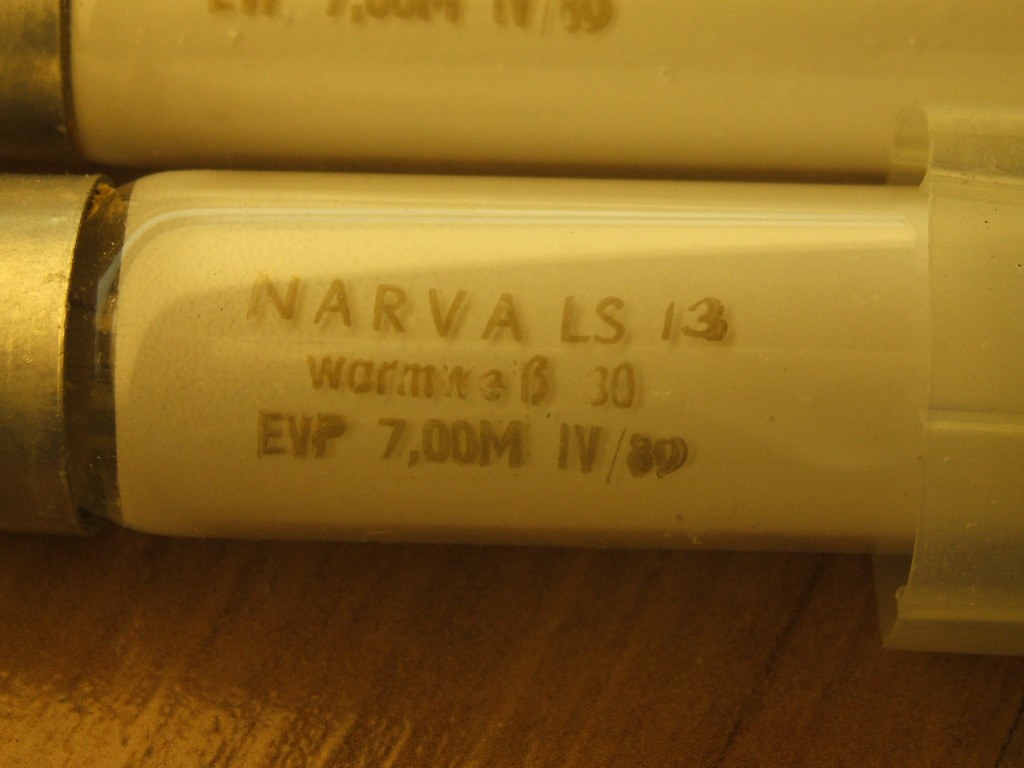 EVP 7,00M IV/89
NARVA LS 13
warmweiß 30
EVP 7,00M IV/89